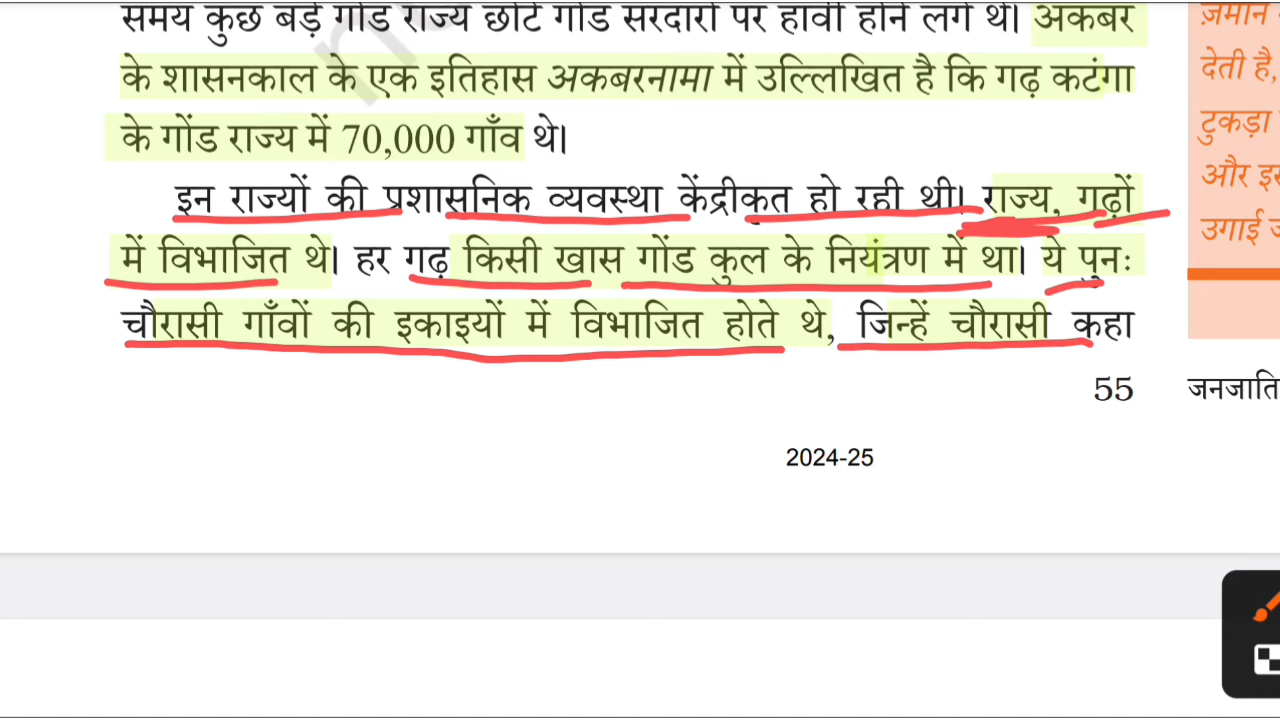 समय कुछ बड़े गोंड राज्य छोटे गोंड सरदारों पर हावी होने लगे थे। अकबर
के शासनकाल के एक इतिहास अकबरनामा में उल्लिखित है कि गढ़ कटंगा
के गोंड राज्य में 70,000 गाँव थे।
इन राज्यों की प्रशासनिक व्यवस्था केंद्रीकृत हो रही थी। राज्य, गढ़ों
में विभाजित थे। हर गढ़ किसी खास गोंड कुल के नियंत्रण में था। ये पुनः
चौरासी गाँवों की इकाइयों में विभाजित होते थे, जिन्हें चौरासी कहा
55
2024-25
ज़माने
देती है,
टुकड़ा
और इस
उगाई
जनजाति